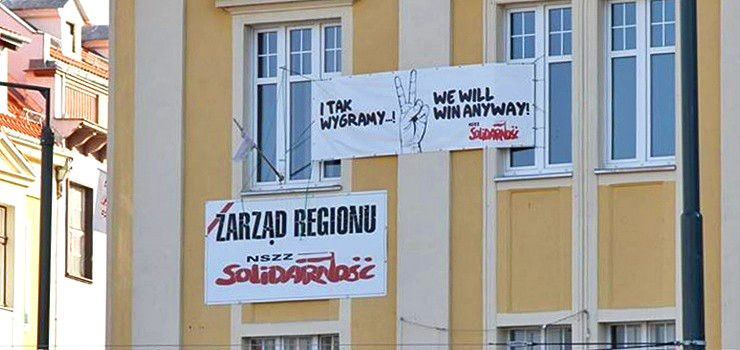 I TAK
WYGRAMY...!
WE WILL
WIN ANYWAY!
NSZZ
Solidarność
ZARZĄD REGIONU
NSZZ
Solidarność